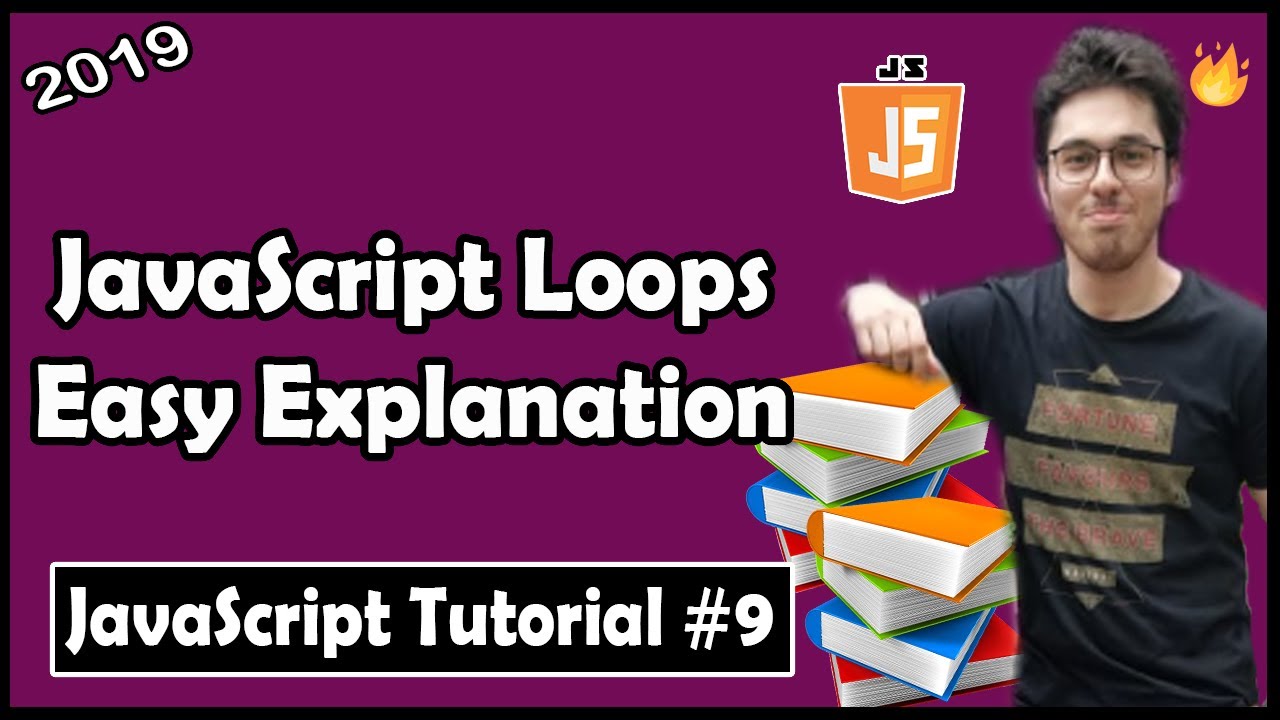 2019
JS
JS
JavaScript Loops
Easy Explanation
FORTUNE
FAVOURS
THE BRAVE
JavaScript Tutorial #9